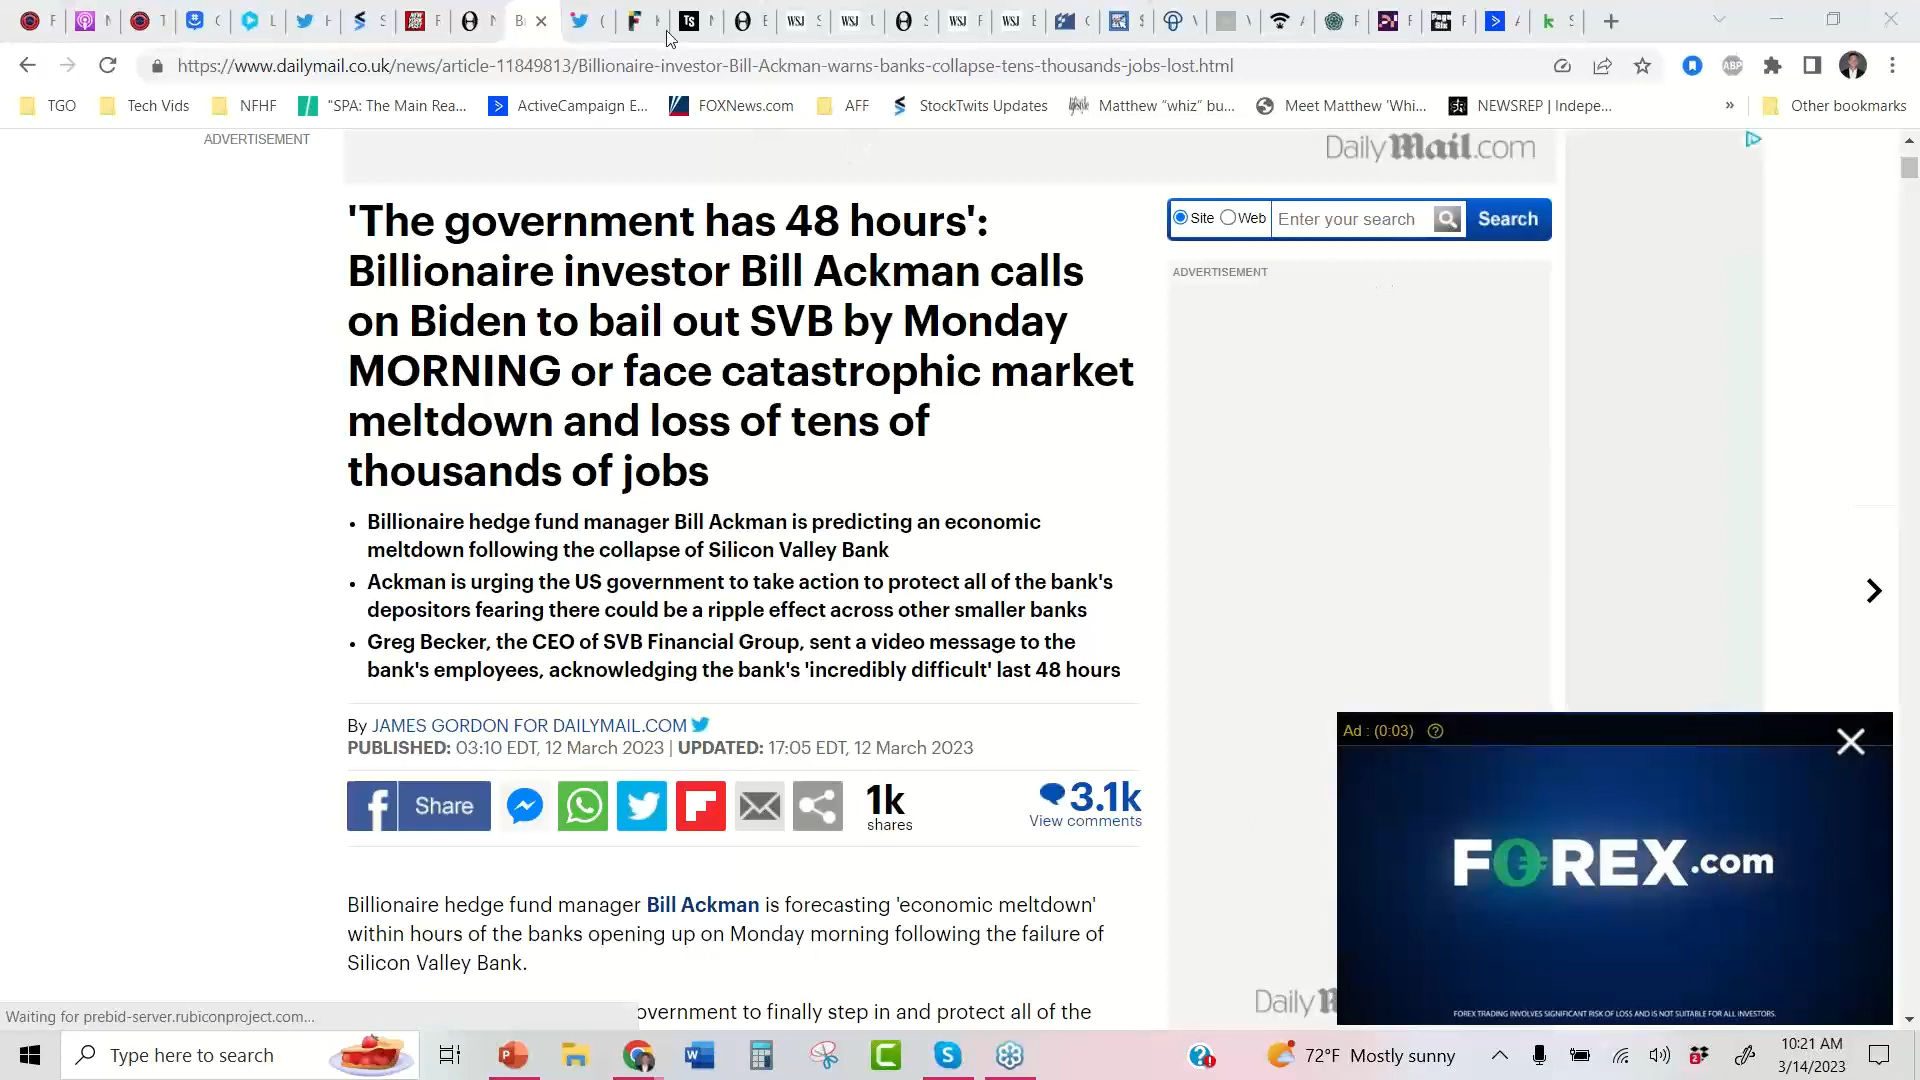 https://www.dailymail.co.uk/news/article-11849813/Billionaire-investor-Bill-Ackman-warns-banks-collapse-tens-thousands-jobs-lost.html
TGO Tech Vids NFHF "SPA: The Main Rea... ActiveCampaign E... FOXNews.com AFF StockTwits Updates Matthew "whiz" bu... Meet Matthew 'Whi... NEWSREP | Indepe... » Other bookmarks
ADVERTISEMENT
DailyMail.com
'The government has 48 hours':
Billionaire investor Bill Ackman calls
on Biden to bail out SVB by Monday
MORNING or face catastrophic market
meltdown and loss of tens of
thousands of jobs
Site Web Enter your search Search
ADVERTISEMENT
• Billionaire hedge fund manager Bill Ackman is predicting an economic
meltdown following the collapse of Silicon Valley Bank
• Ackman is urging the US government to take action to protect all of the bank's
depositors fearing there could be a ripple effect across other smaller banks
• Greg Becker, the CEO of SVB Financial Group, sent a video message to the
bank's employees, acknowledging the bank's 'incredibly difficult' last 48 hours
By JAMES GORDON FOR DAILYMAIL.COM
PUBLISHED: 03:10 EDT, 12 March 2023 | UPDATED: 17:05 EDT, 12 March 2023
Share
1k
shares
3.1k
View comments
Ad : (0:03)
FOREX.com
FOREX TRADING INVOLVES SIGNIFICANT RISK OF LOSS AND IS NOT SUITABLE FOR ALL INVESTORS.
Billionaire hedge fund manager Bill Ackman is forecasting 'economic meltdown'
within hours of the banks opening up on Monday morning following the failure of
Silicon Valley Bank.
overnment to finally step in and protect all of the
Daily
Waiting for prebid-server.rubiconproject.com...
Type here to search
72°F Mostly sunny
10:21 AM
3/14/2023